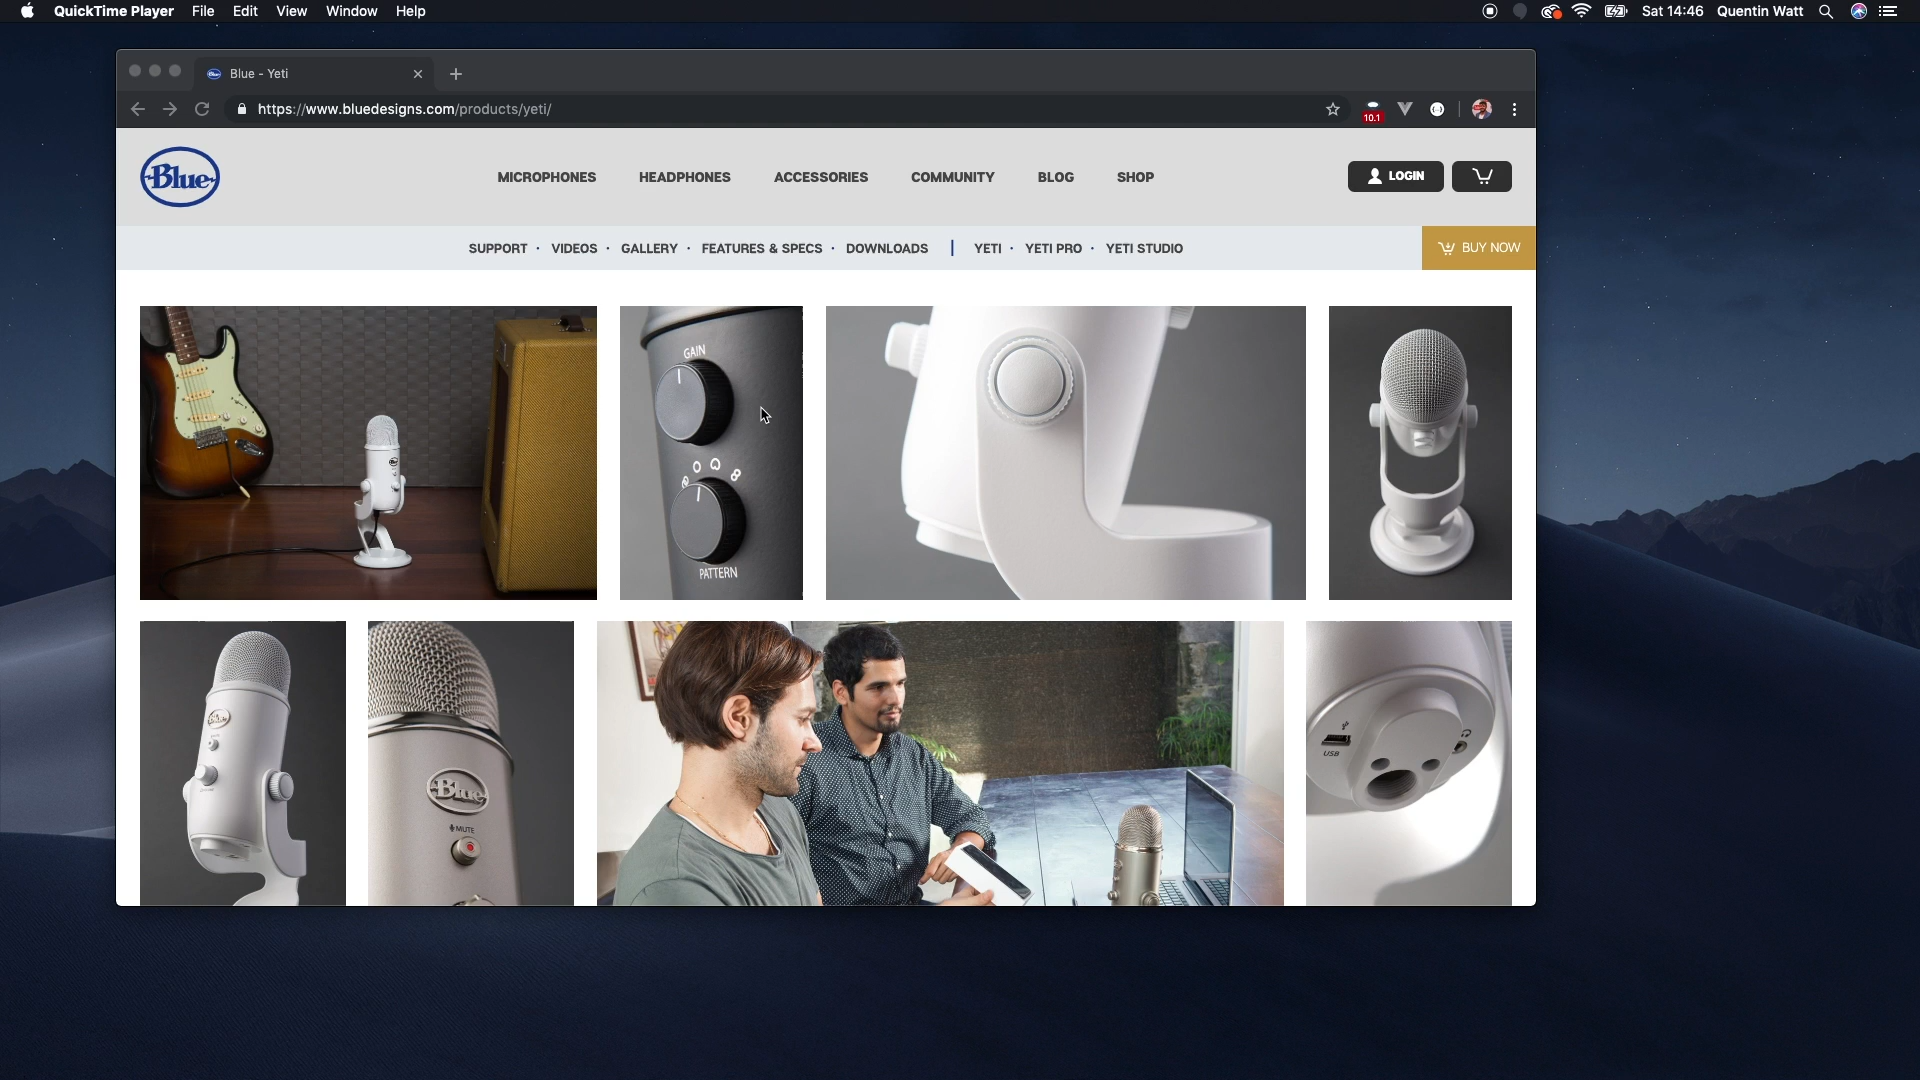 QuickTime Player File Edit View Window Help
Sat 14:46 Quentin Watt
Blue - Yeti
https://www.bluedesigns.com/products/yeti/
10.1
Blue
MICROPHONES HEADPHONES ACCESSORIES COMMUNITY BLOG SHOP
LOGIN
SUPPORT · VIDEOS · GALLERY · FEATURES & SPECS · DOWNLOADS | YETI · YETI PRO · YETI STUDIO
BUY NOW
GAIN
PATTERN
Blue
MUTE
USB